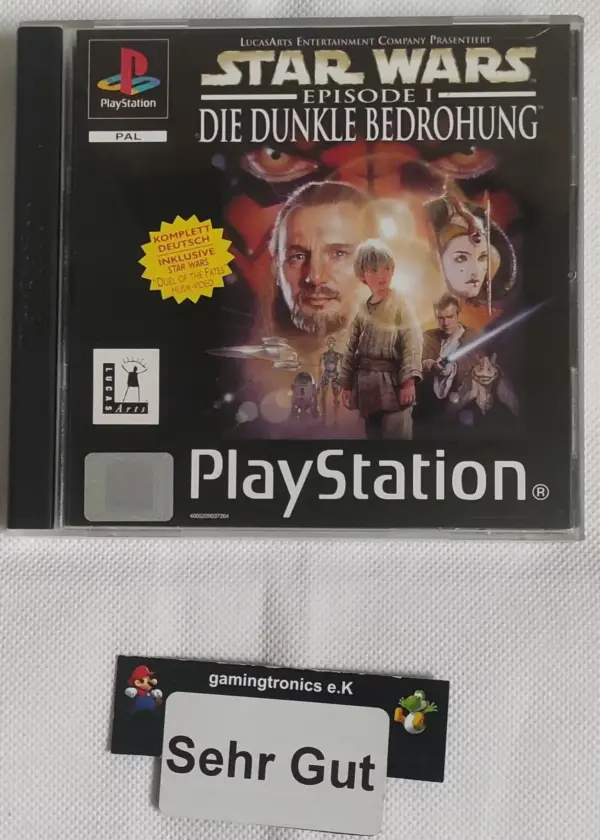 LucasArts Entertainment Company Präsentiert
STAR WARS
EPISODE I
DIE DUNKLE BEDROHUNG
PlayStation
PAL
KOMPLETT
DEUTSCH
INKLUSIVE
STAR WARS
DUEL OF THE FATES
MUSIK-VIDEO
LUCAS
Arts
PlayStation®
gamingtronics e.K
Sehr Gut